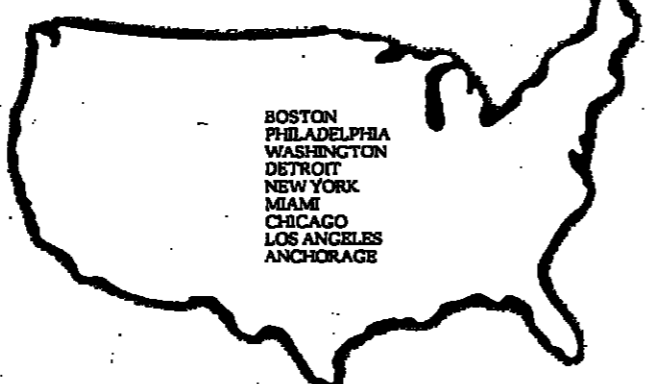 BOSTON
PHILADELPHIA
WASHINGTON
DETROIT
NEW YORK
MIAMI
CHICAGO
LOS ANGELES
ANCHORAGE